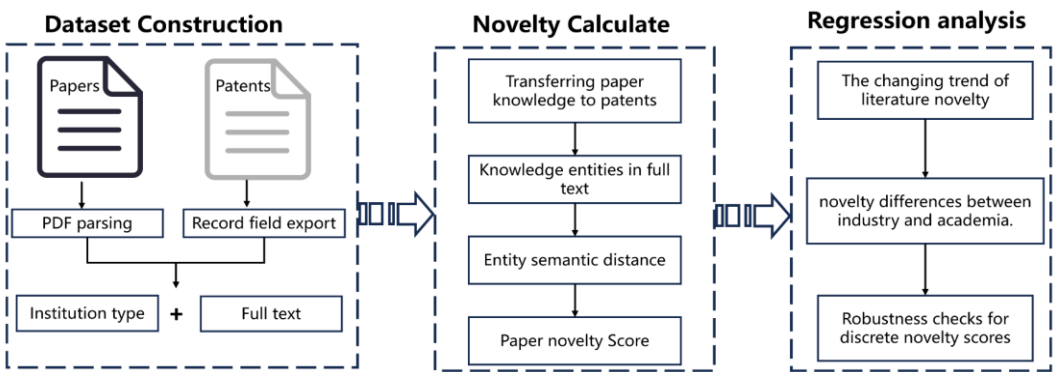 Dataset Construction
Papers
Patents
PDF parsing
Record field export
Institution type
+
Full text
Novelty Calculate
Transferring paper
knowledge to patents
Knowledge entities in full
text
Entity semantic distance
Paper novelty Score
Regression analysis
The changing trend of
literature novelty
novelty differences between
industry and academia.
Robustness checks for
discrete novelty scores